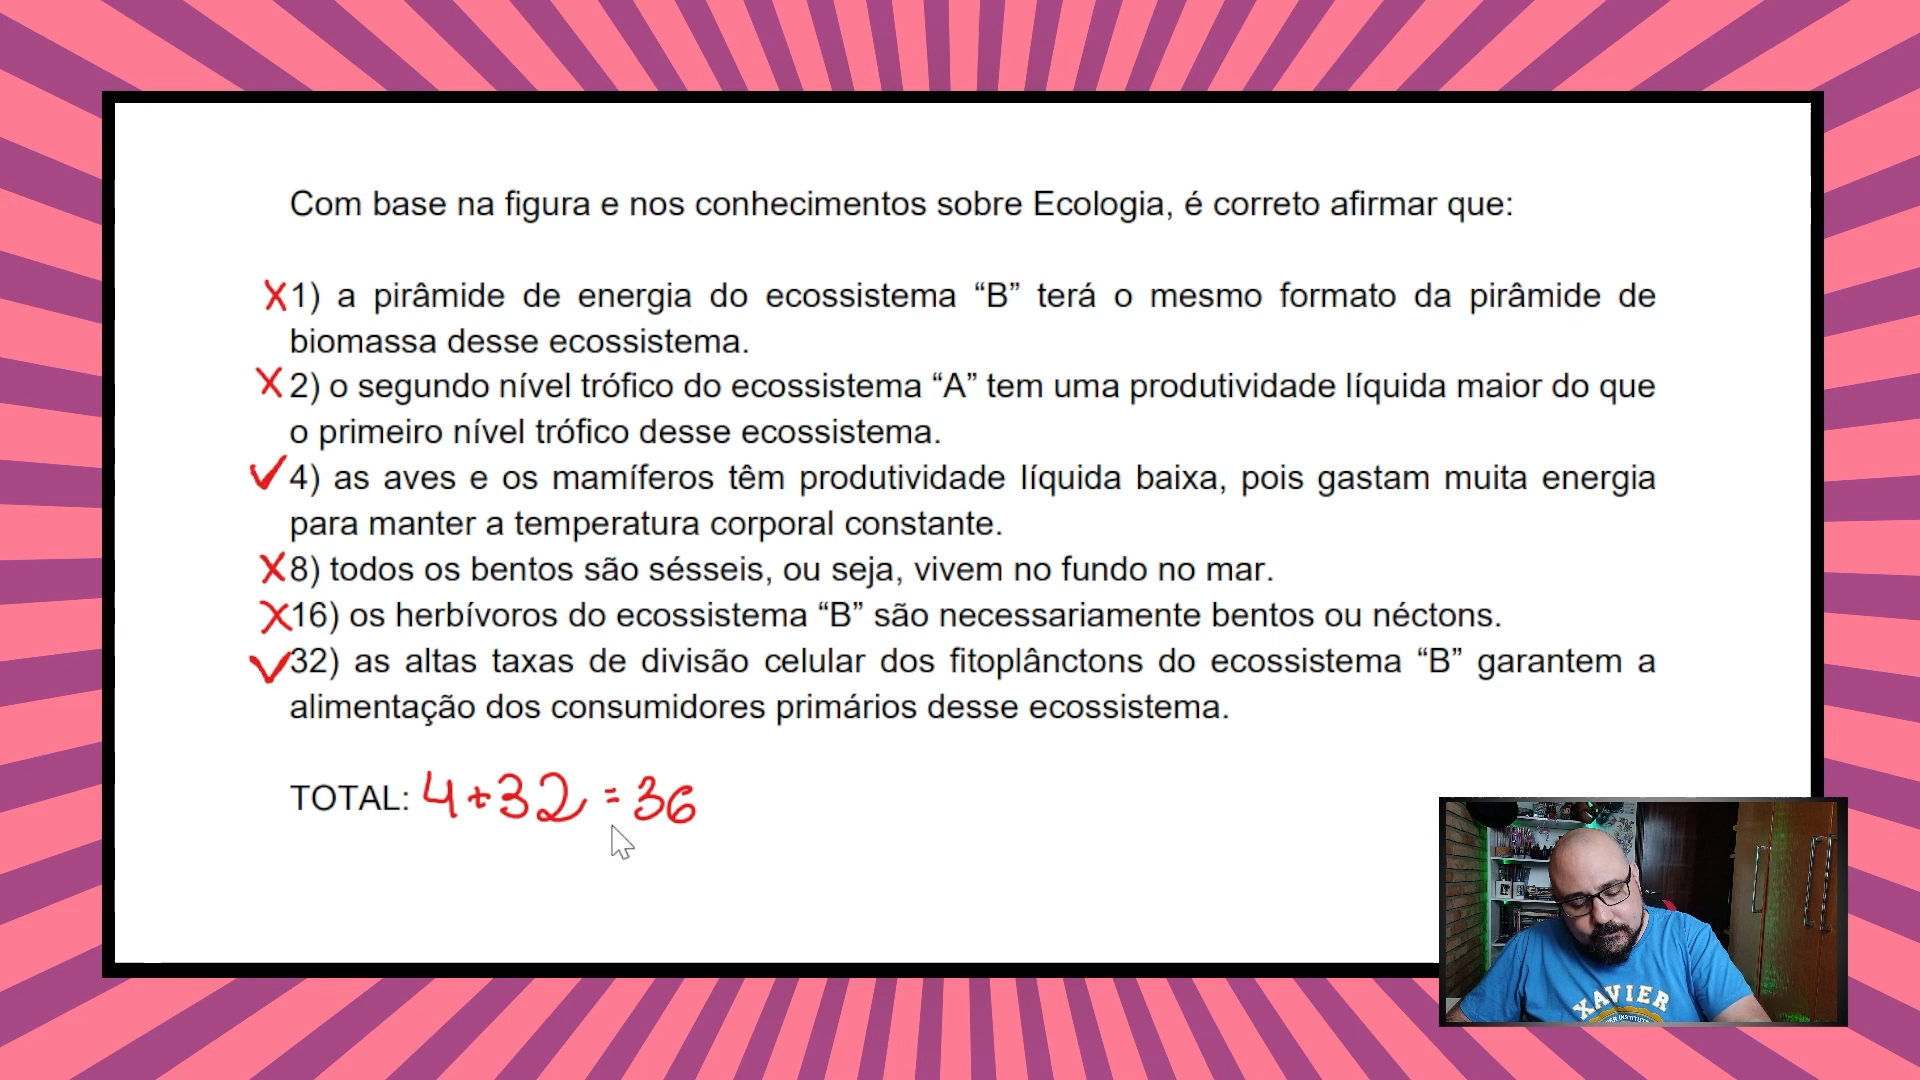 Com base na figura e nos conhecimentos sobre Ecologia, é correto afirmar que:
X 1) a pirâmide de energia do ecossistema “B” terá o mesmo formato da pirâmide de
biomassa desse ecossistema.
X 2) o segundo nível trófico do ecossistema “A” tem uma produtividade líquida maior do que
o primeiro nível trófico desse ecossistema.
✓ 4) as aves e os mamíferos têm produtividade líquida baixa, pois gastam muita energia
para manter a temperatura corporal constante.
X 8) todos os bentos são sésseis, ou seja, vivem no fundo no mar.
X 16) os herbívoros do ecossistema “B” são necessariamente bentos ou néctons.
✓ 32) as altas taxas de divisão celular dos fitoplânctons do ecossistema “B” garantem a
alimentação dos consumidores primários desse ecossistema.
TOTAL: 4+32 = 36
XAVIER